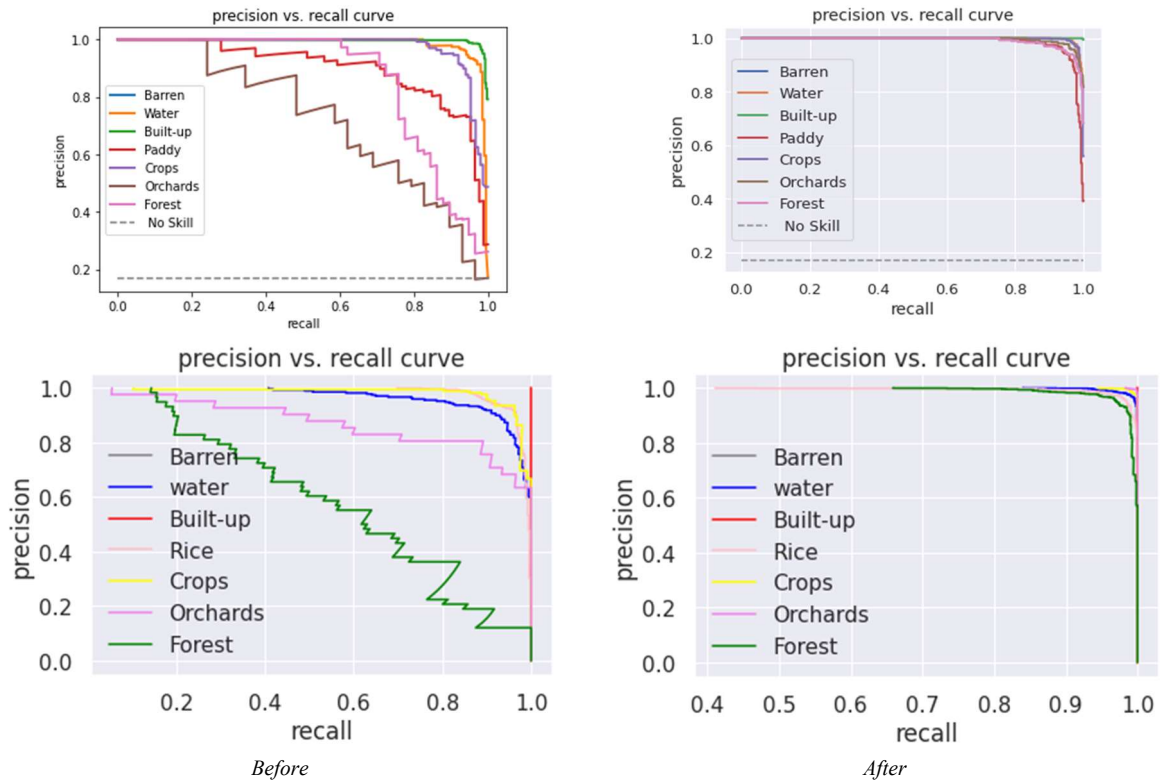 precision vs. recall curve
1.0
0.8
0.6
0.4
0.2
precision
Barren
Water
Built-up
Paddy
Crops
Orchards
Forest
No Skill
0.0 0.2 0.4 0.6 0.8 1.0
recall
precision vs. recall curve
1.0
0.8
0.6
0.4
0.2
precision
Barren
Water
Built-up
Paddy
Crops
Orchards
Forest
No Skill
0.0 0.2 0.4 0.6 0.8 1.0
recall
precision vs. recall curve
1.0
0.8
0.6
0.4
0.2
0.0
precision
Barren
water
Built-up
Rice
Crops
Orchards
Forest
0.2 0.4 0.6 0.8 1.0
recall
precision vs. recall curve
1.0
0.8
0.6
0.4
0.2
0.0
precision
Barren
water
Built-up
Rice
Crops
Orchards
Forest
0.4 0.5 0.6 0.7 0.8 0.9 1.0
recall
Before
After